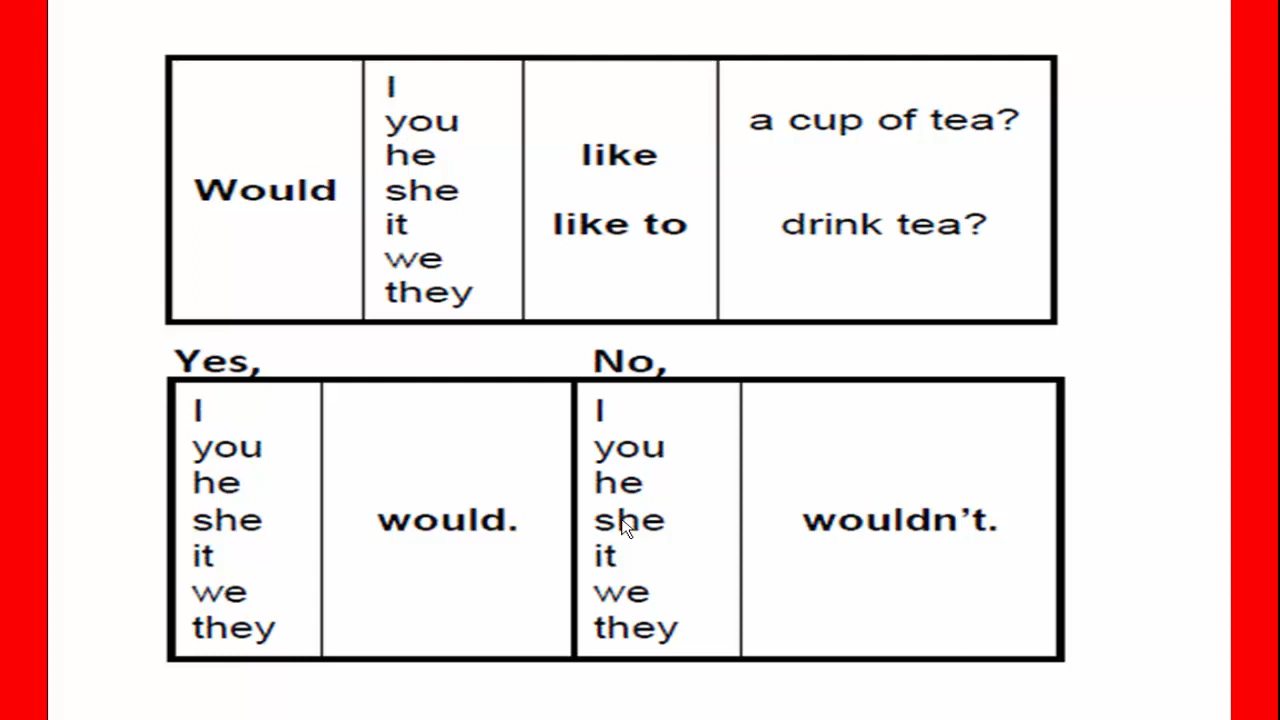 Would
I
you
he
she
it
we
they
like
like to
a cup of tea?
drink tea?
Yes,
I
you
he
she
it
we
they
would.
No,
I
you
he
she
it
we
they
wouldn’t.